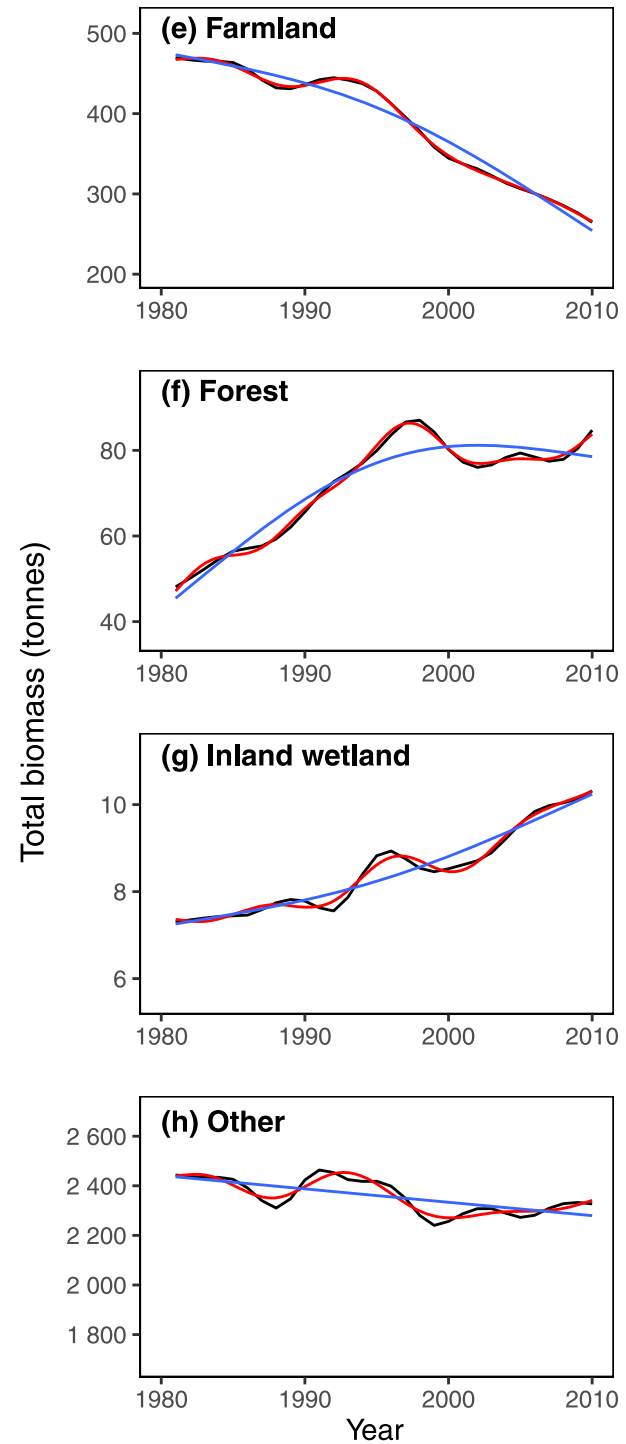 (e) Farmland
500
400
300
200
1980 1990 2000 2010
(f) Forest
80
60
40
1980 1990 2000 2010
(g) Inland wetland
10
8
6
1980 1990 2000 2010
(h) Other
2 600
2 400
2 200
2 000
1 800
1980 1990 2000 2010
Year
Total biomass (tonnes)